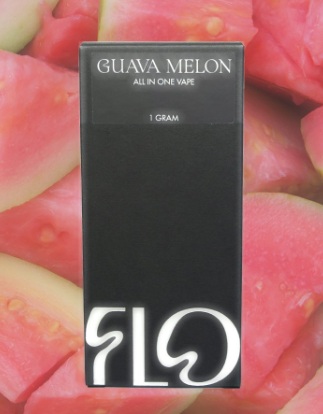 GUAVA MELON
ALL IN ONE VAPE
1 GRAM
FLO